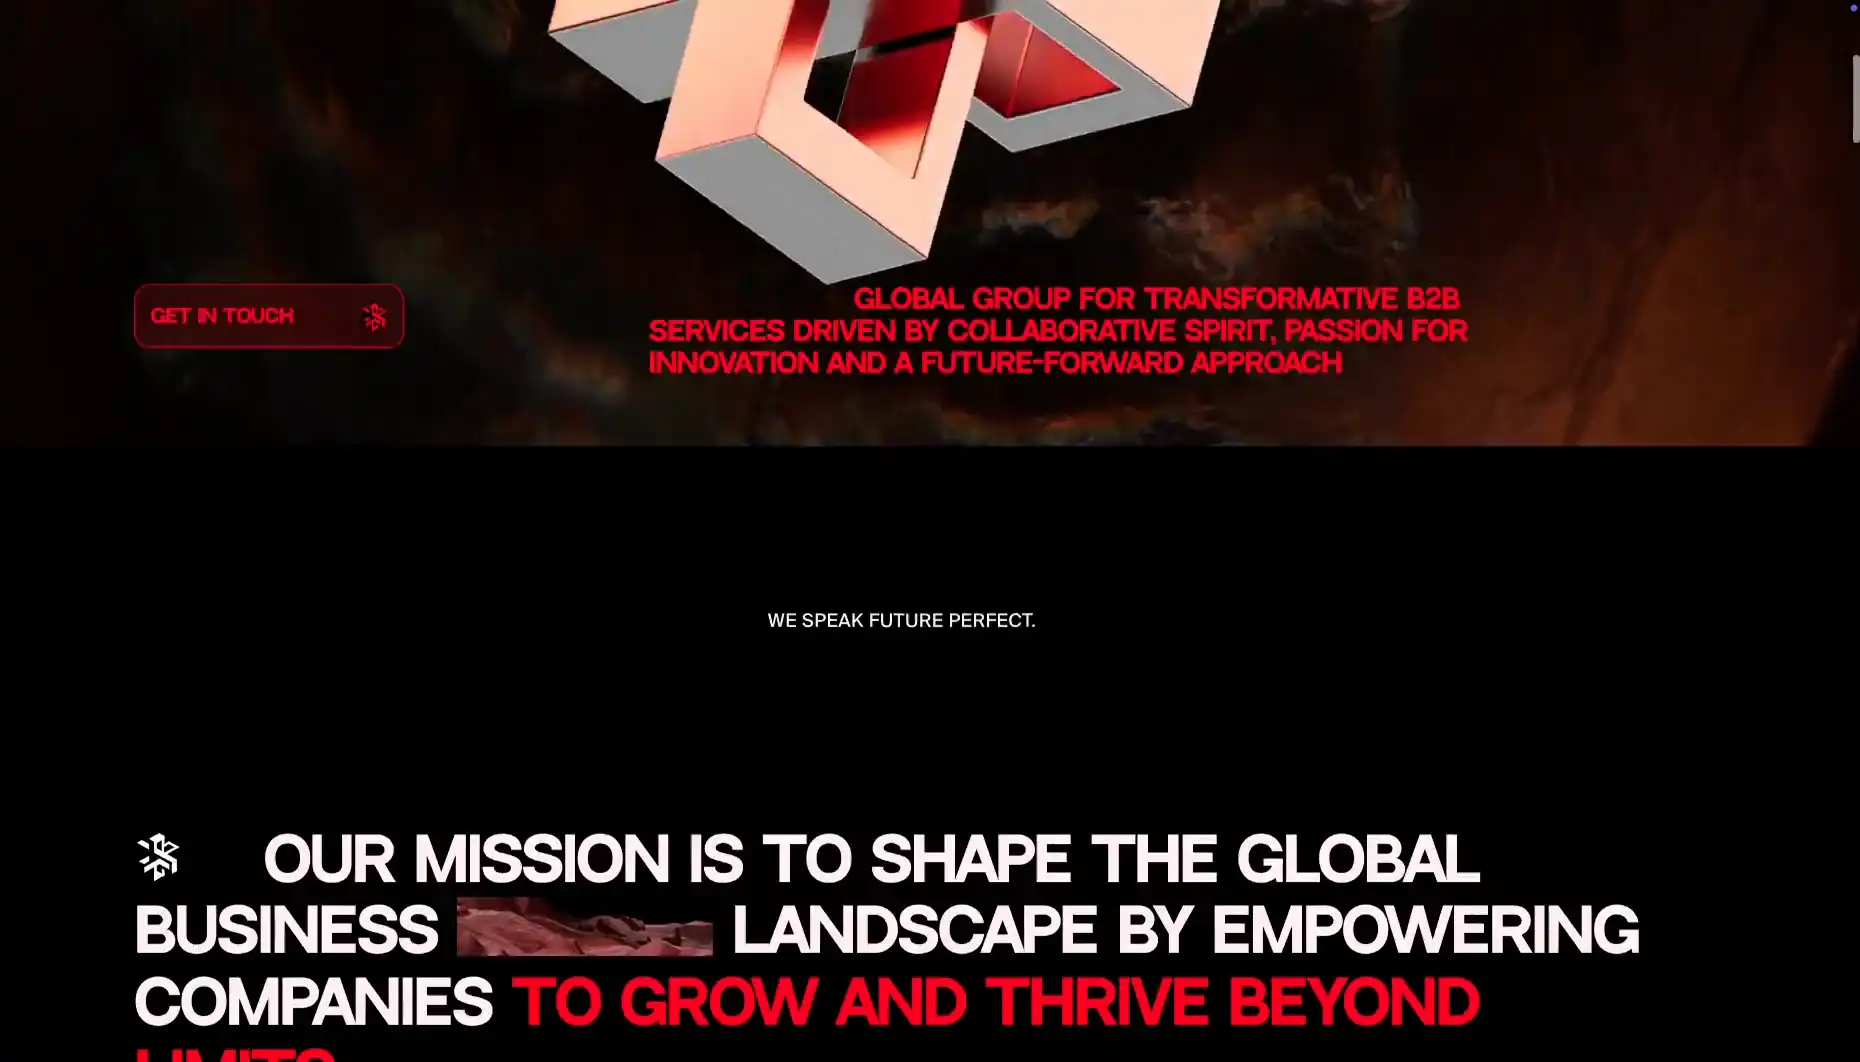 GET IN TOUCH
GLOBAL GROUP FOR TRANSFORMATIVE B2B
SERVICES DRIVEN BY COLLABORATIVE SPIRIT, PASSION FOR
INNOVATION AND A FUTURE-FORWARD APPROACH
WE SPEAK FUTURE PERFECT.
OUR MISSION IS TO SHAPE THE GLOBAL
BUSINESS LANDSCAPE BY EMPOWERING
COMPANIES TO GROW AND THRIVE BEYOND
LIMITS